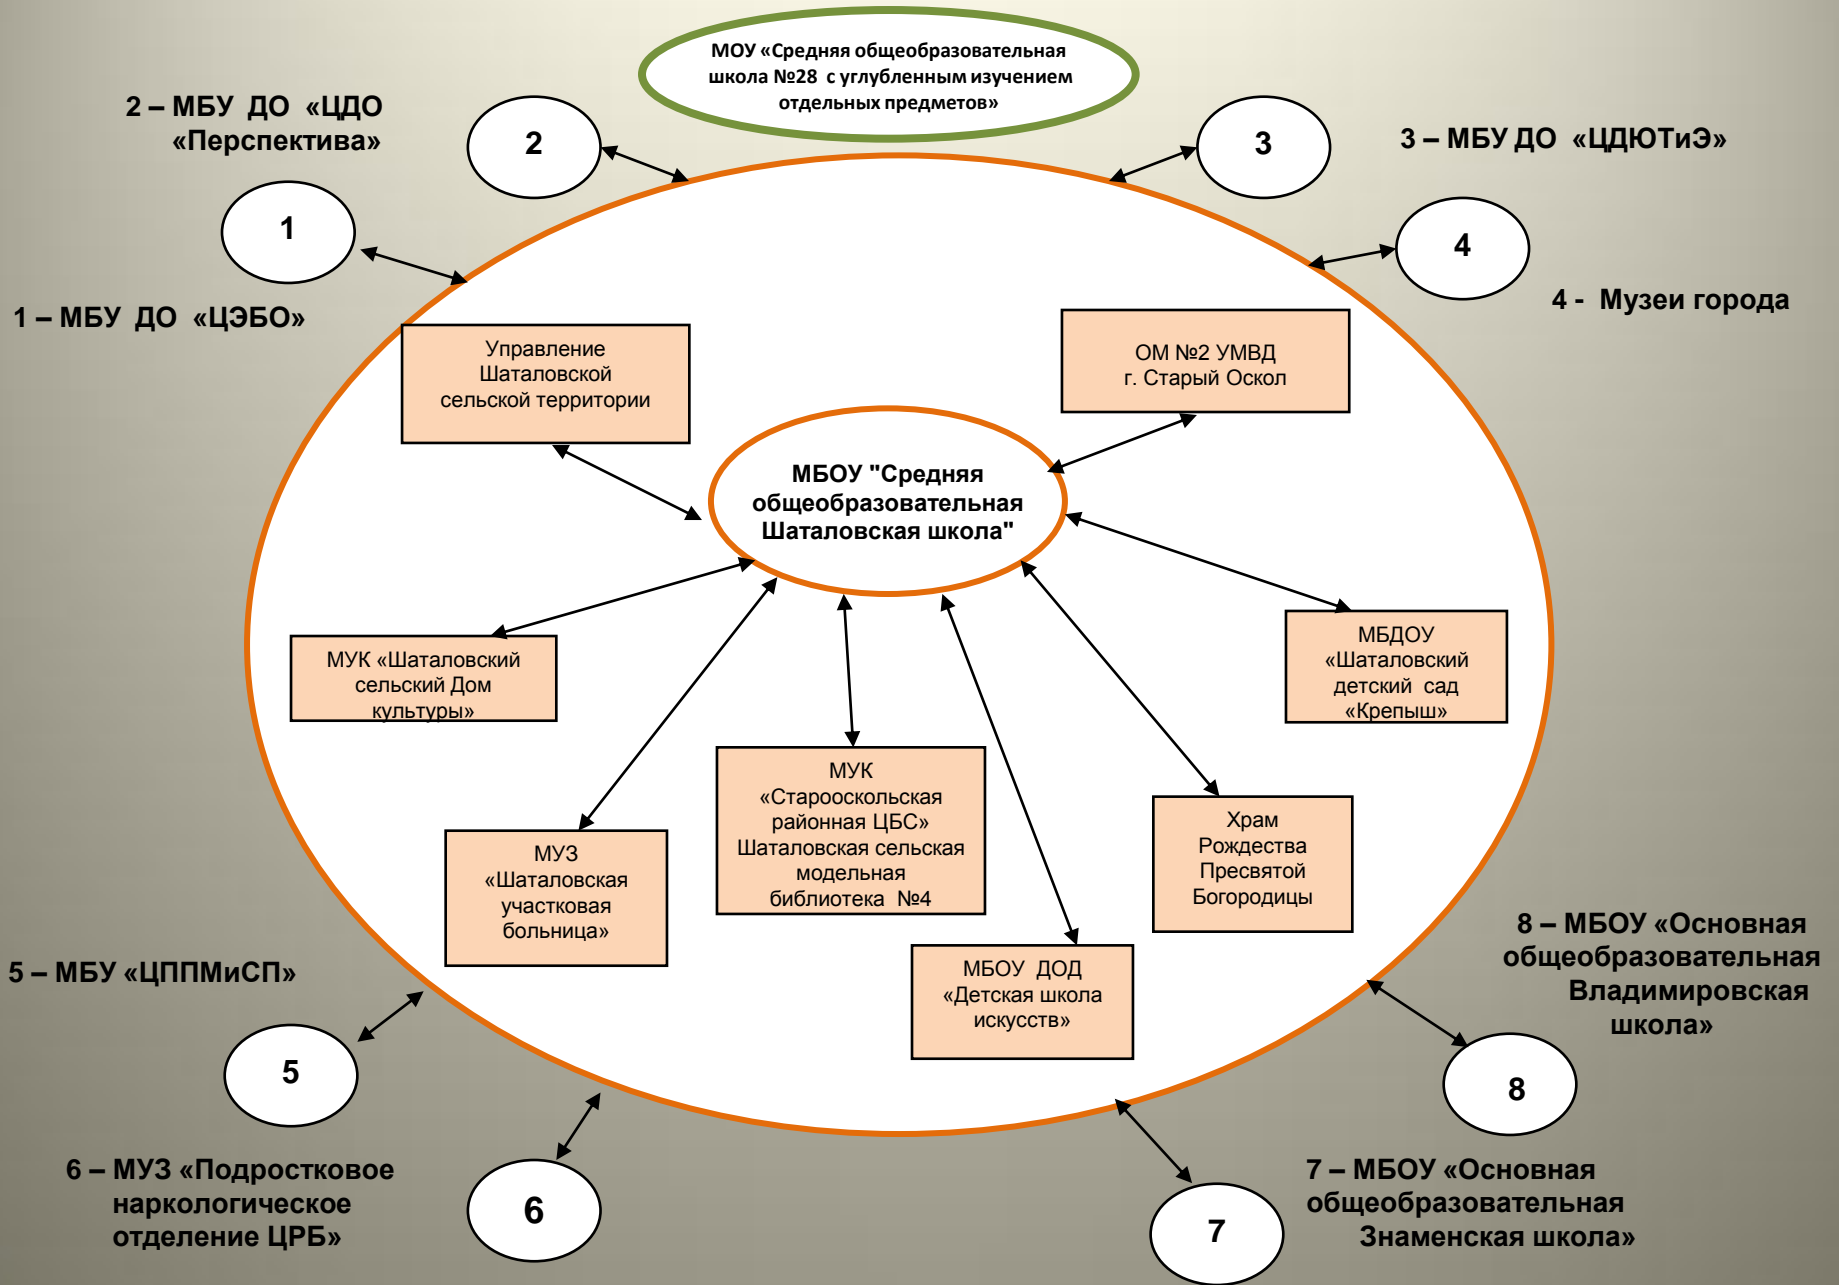 МОУ «Средняя общеобразовательная
школа №28 с углубленным изучением
отдельных предметов»
2 – МБУ ДО «ЦДО
«Перспектива»
2
3
3 – МБУ ДО «ЦДЮТиЭ»
1
4
1 – МБУ ДО «ЦЭБО»
4 - Музеи города
Управление
Шаталовской
сельской территории
ОМ №2 УМВД
г. Старый Оскол
МБОУ "Средняя
общеобразовательная
Шаталовская школа"
МУК «Шаталовский
сельский Дом
культуры»
МБДОУ
«Шаталовский
детский сад
«Крепыш»
МУЗ
«Шаталовская
участковая
больница»
МУК
«Старооскольская
районная ЦБС»
Шаталовская сельская
модельная
библиотека №4
Храм
Рождества
Пресвятой
Богородицы
МБОУ ДОД
«Детская школа
искусств»
5 – МБУ «ЦППМиСП»
5
8 – МБОУ «Основная
общеобразовательная
Владимировская
школа»
8
6 – МУЗ «Подростковое
наркологическое
отделение ЦРБ»
6
7
7 – МБОУ «Основная
общеобразовательная
Знаменская школа»